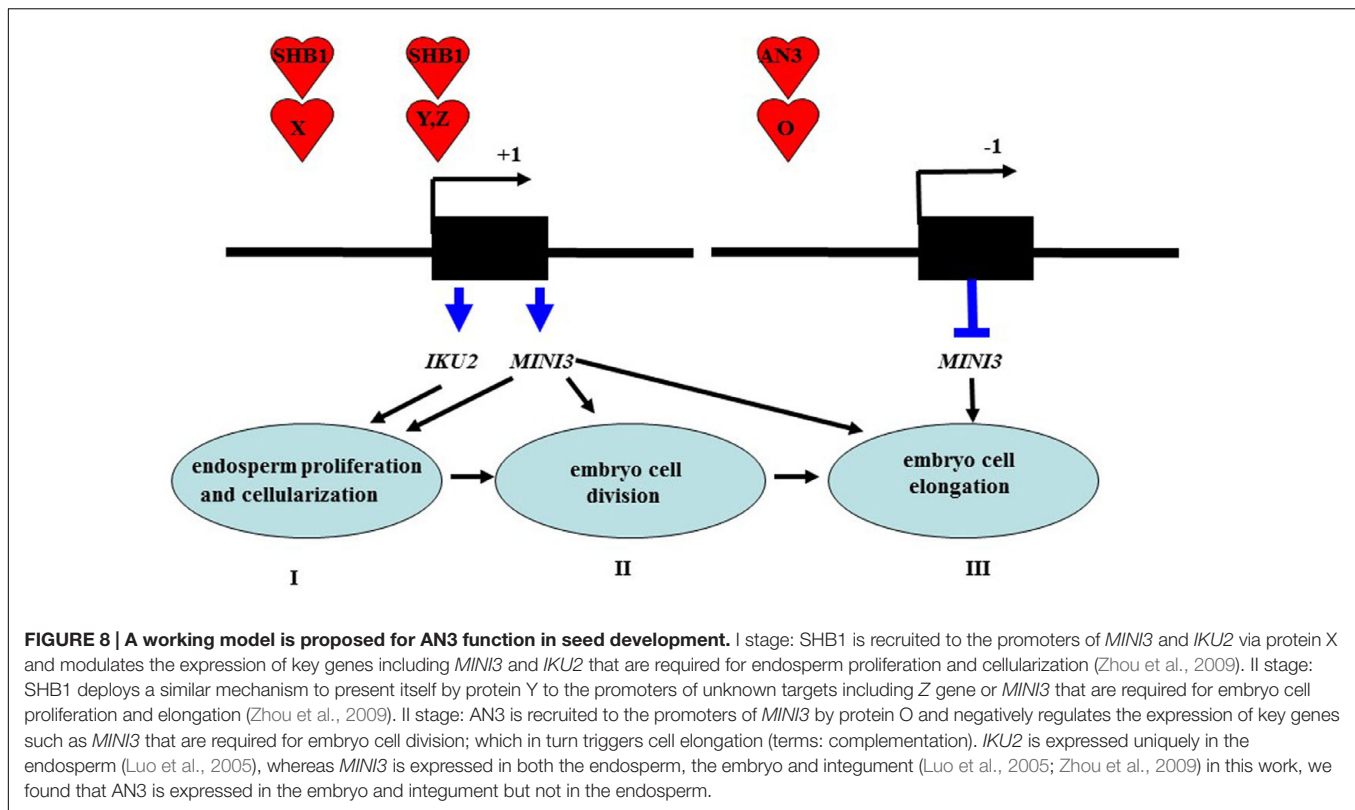 SHB1 SHB1 AN3
X Y,Z O
+1 -1
IKU2 MINI3 MINI3
endosperm proliferation
and cellularization
embryo cell
division
embryo cell
elongation
I II III
FIGURE 8 | A working model is proposed for AN3 function in seed development. I stage: SHB1 is recruited to the promoters of MINI3 and IKU2 via protein X
and modulates the expression of key genes including MINI3 and IKU2 that are required for endosperm proliferation and cellularization (Zhou et al., 2009). II stage:
SHB1 deploys a similar mechanism to present itself by protein Y to the promoters of unknown targets including Z gene or MINI3 that are required for embryo cell
proliferation and elongation (Zhou et al., 2009). II stage: AN3 is recruited to the promoters of MINI3 by protein O and negatively regulates the expression of key genes
such as MINI3 that are required for embryo cell division; which in turn triggers cell elongation (terms: complementation). IKU2 is expressed uniquely in the
endosperm (Luo et al., 2005), whereas MINI3 is expressed in both the endosperm, the embryo and integument (Luo et al., 2005; Zhou et al., 2009) in this work, we
found that AN3 is expressed in the embryo and integument but not in the endosperm.